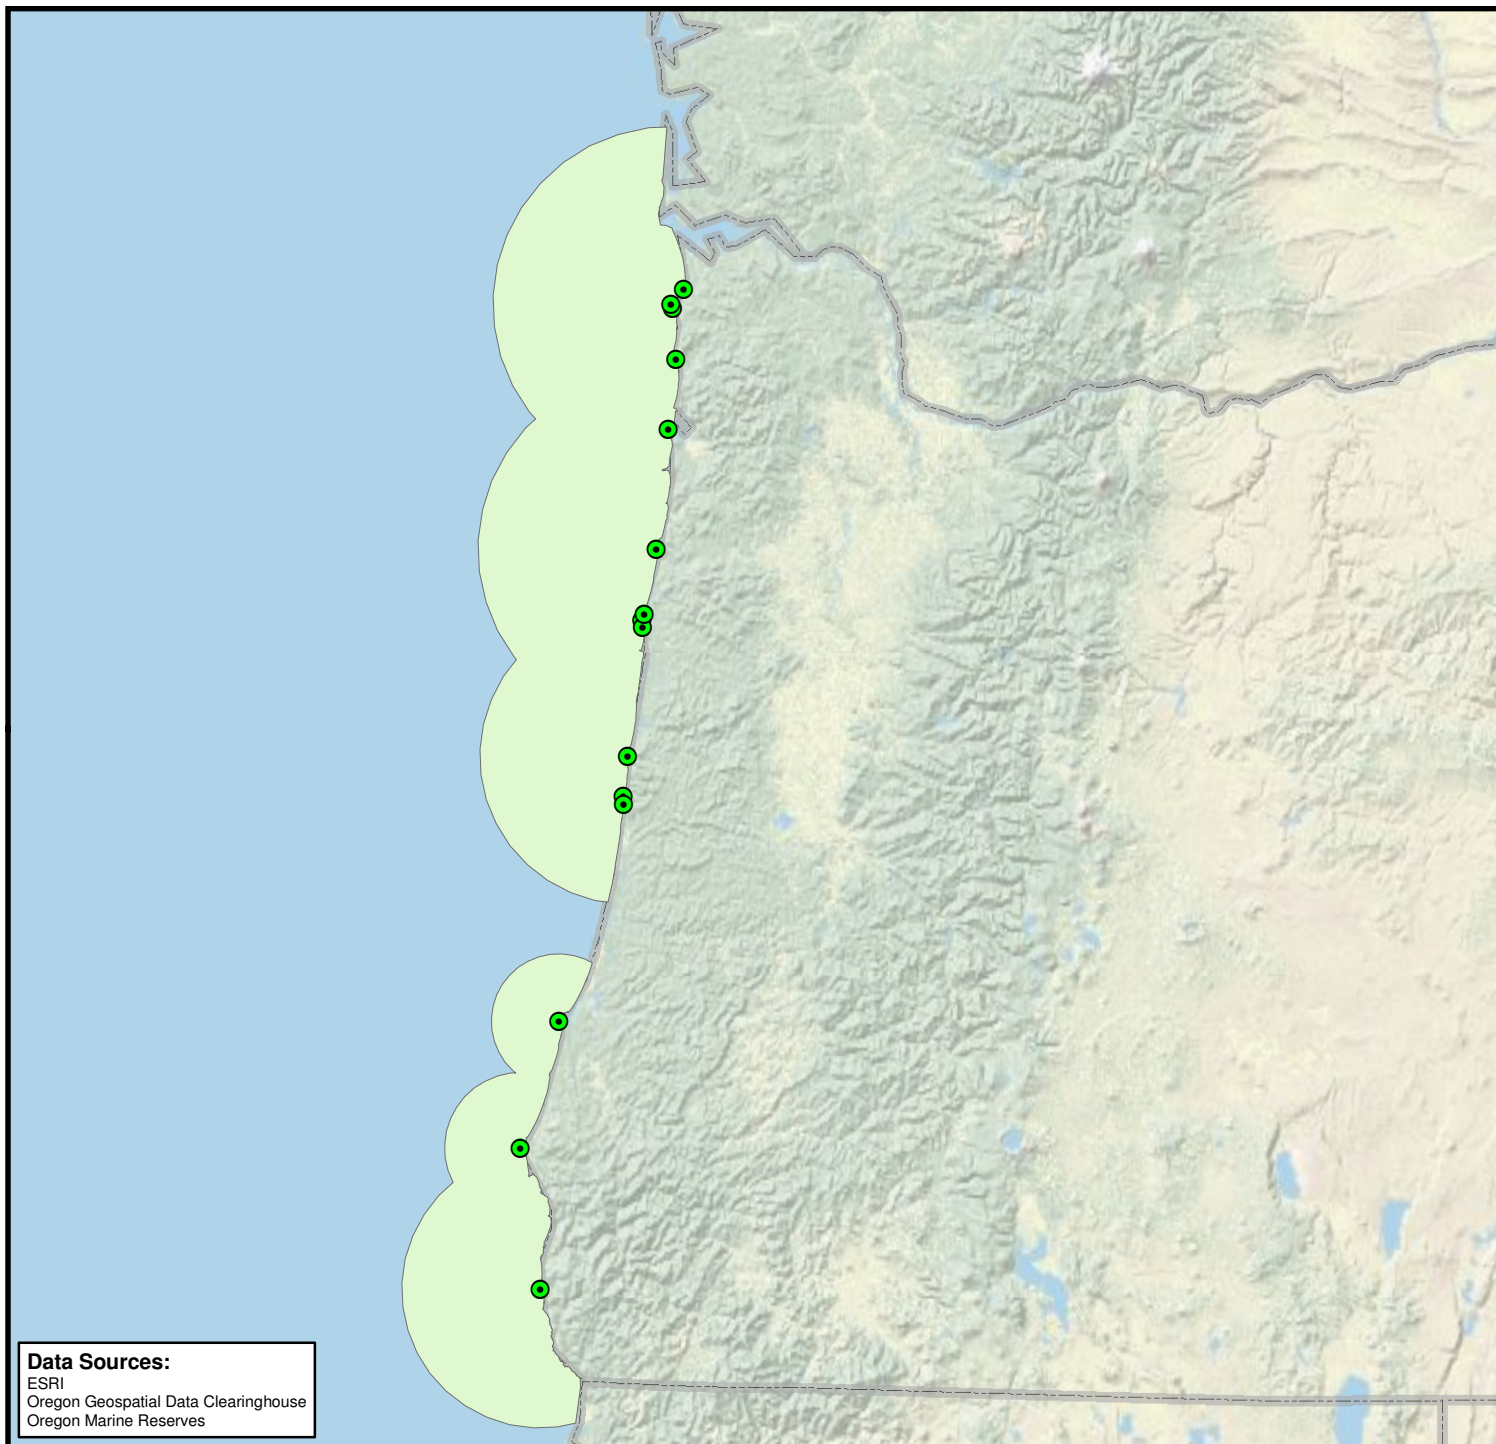 Data Sources:
ESRI
Oregon Geospatial Data Clearinghouse
Oregon Marine Reserves